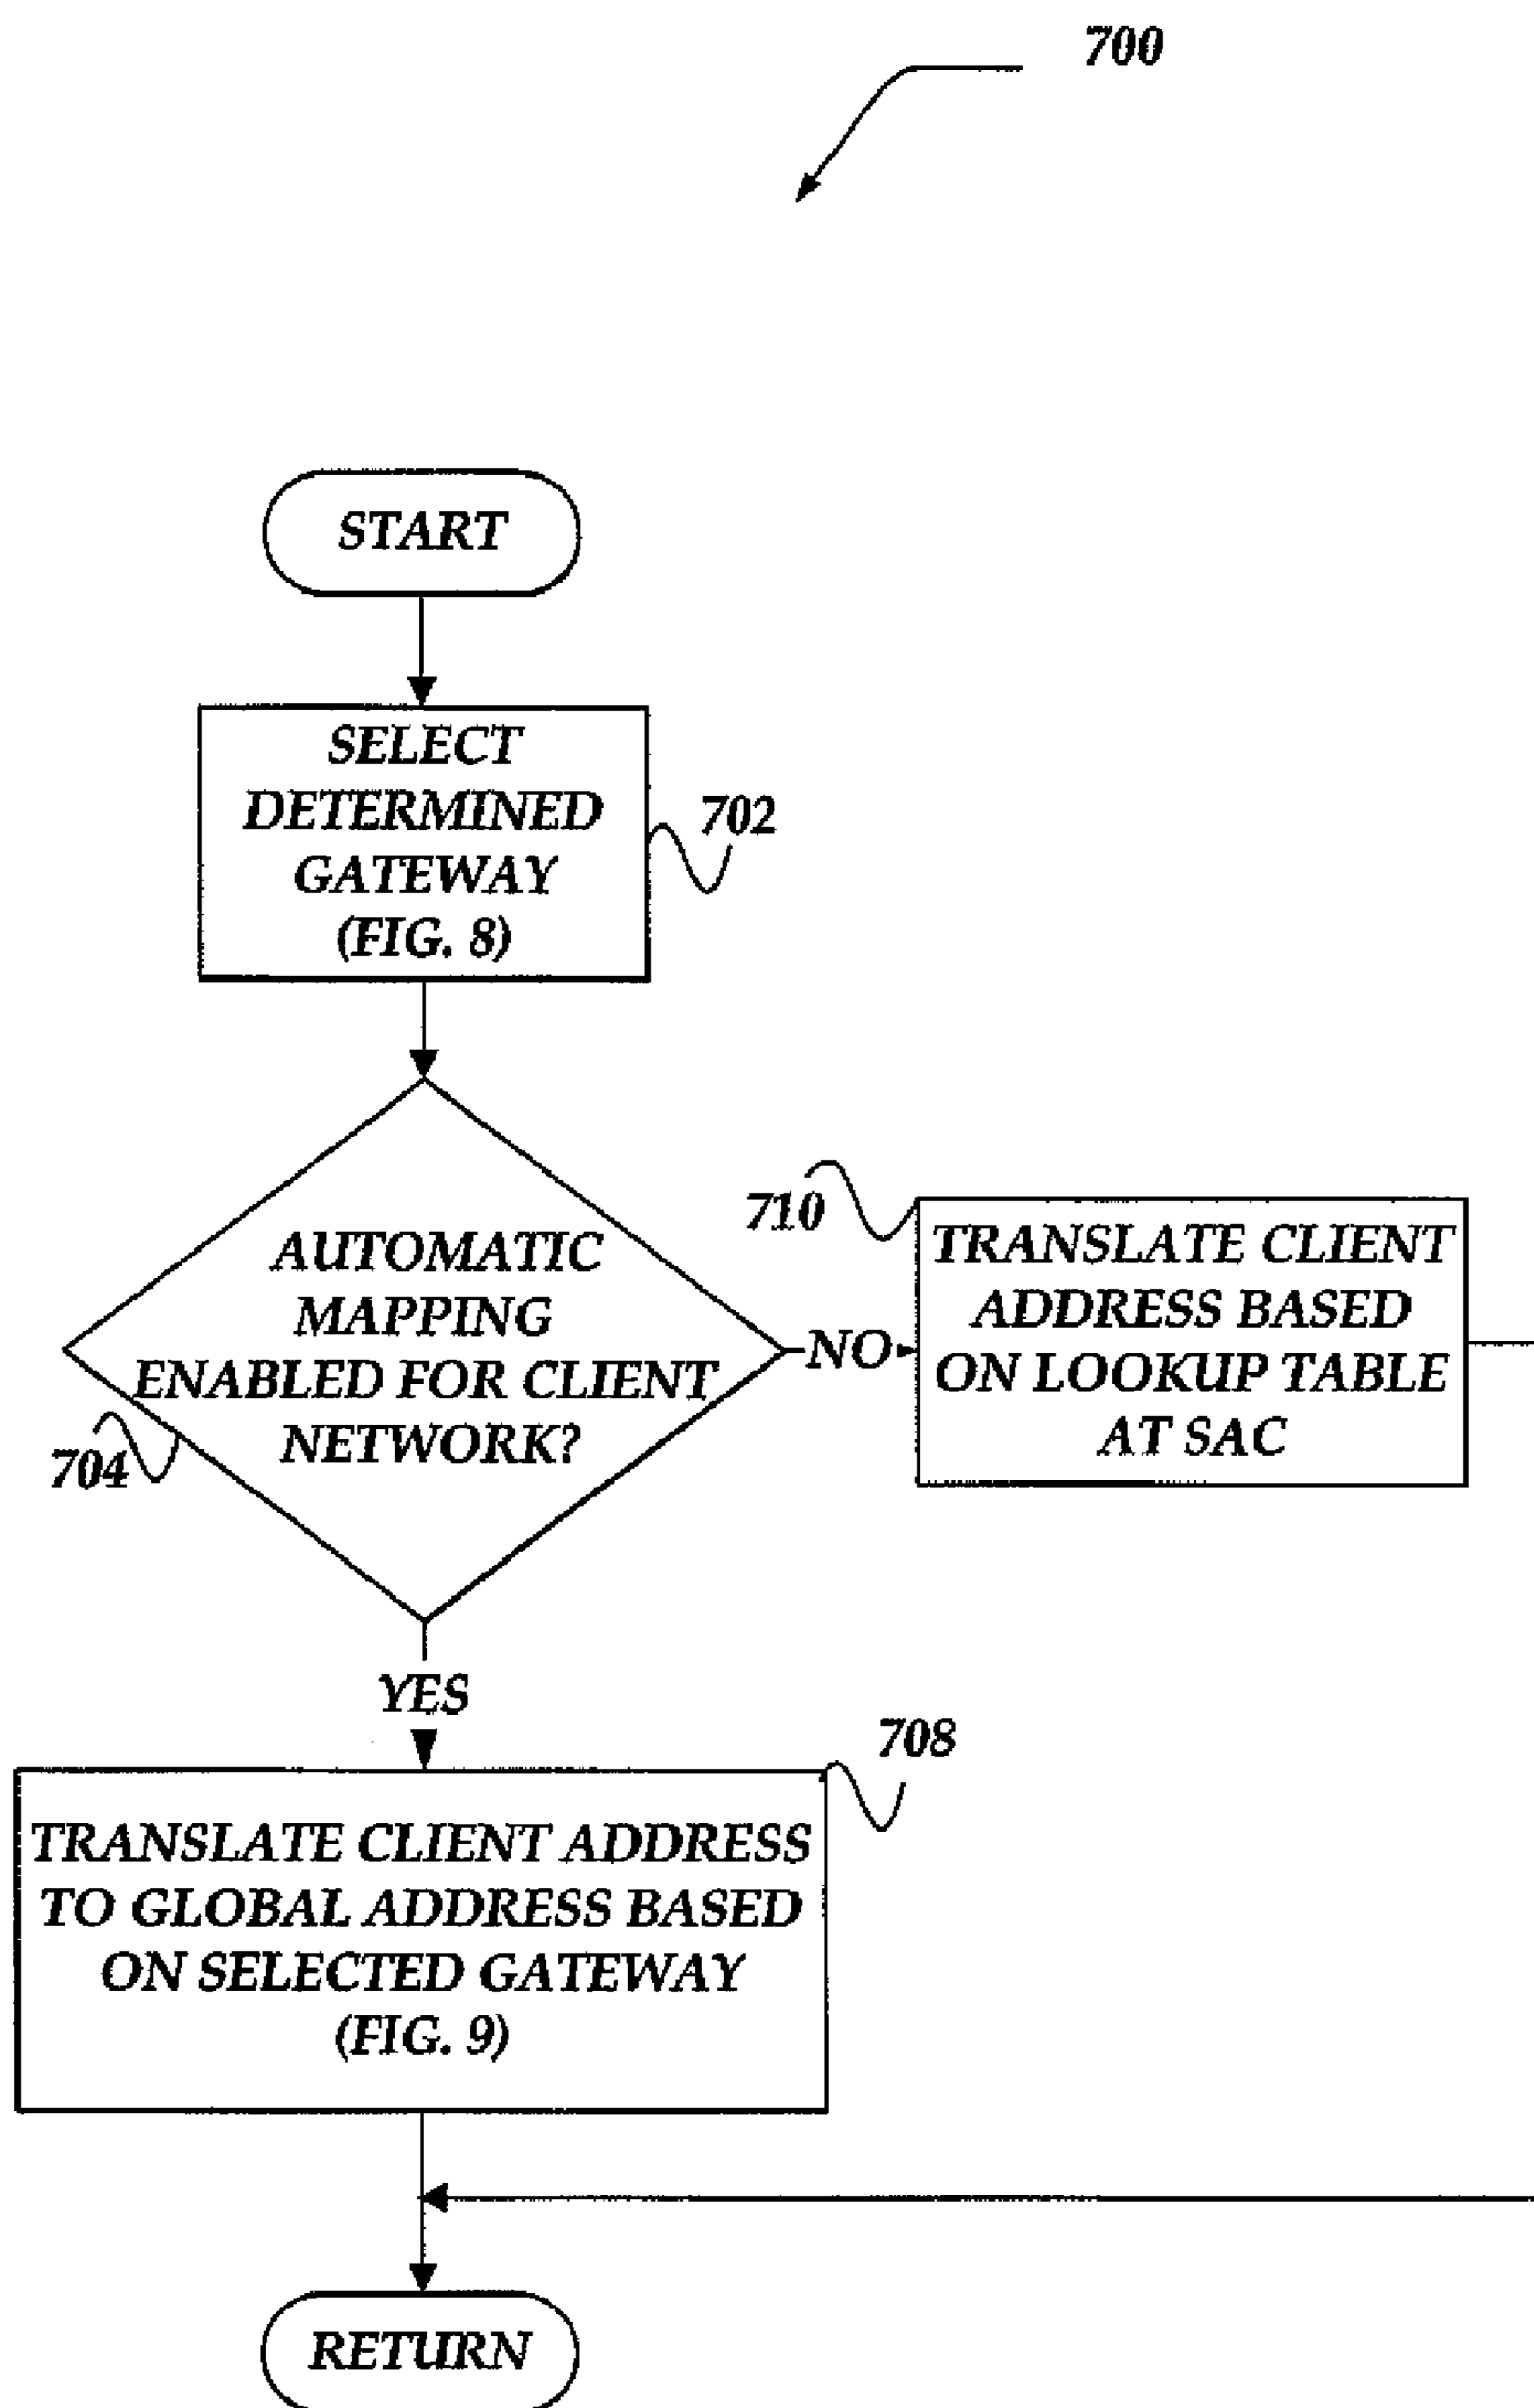 700
START
SELECT
DETERMINED
GATEWAY
(FIG. 8)
702
AUTOMATIC
MAPPING
ENABLED FOR CLIENT
NETWORK?
704
NO
710
TRANSLATE CLIENT
ADDRESS BASED
ON LOOKUP TABLE
AT SAC
YES
708
TRANSLATE CLIENT ADDRESS
TO GLOBAL ADDRESS BASED
ON SELECTED GATEWAY
(FIG. 9)
RETURN